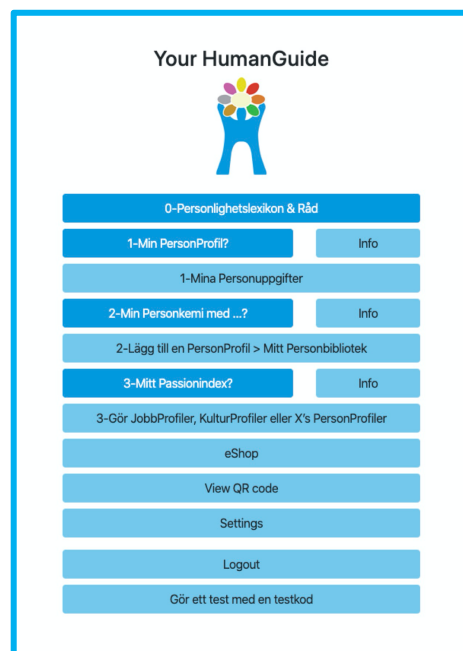 Your HumanGuide
0-Personlighetslexikon & Råd
1-Min PersonProfil?
Info
1-Mina Personuppgifter
2-Min Personkemi med ...?
Info
2-Lägg till en PersonProfil > Mitt Personbibliotek
3-Mitt Passionindex?
Info
3-Gör JobbProfiler, KulturProfiler eller X's PersonProfiler
eShop
View QR code
Settings
Logout
Gör ett test med en testkod